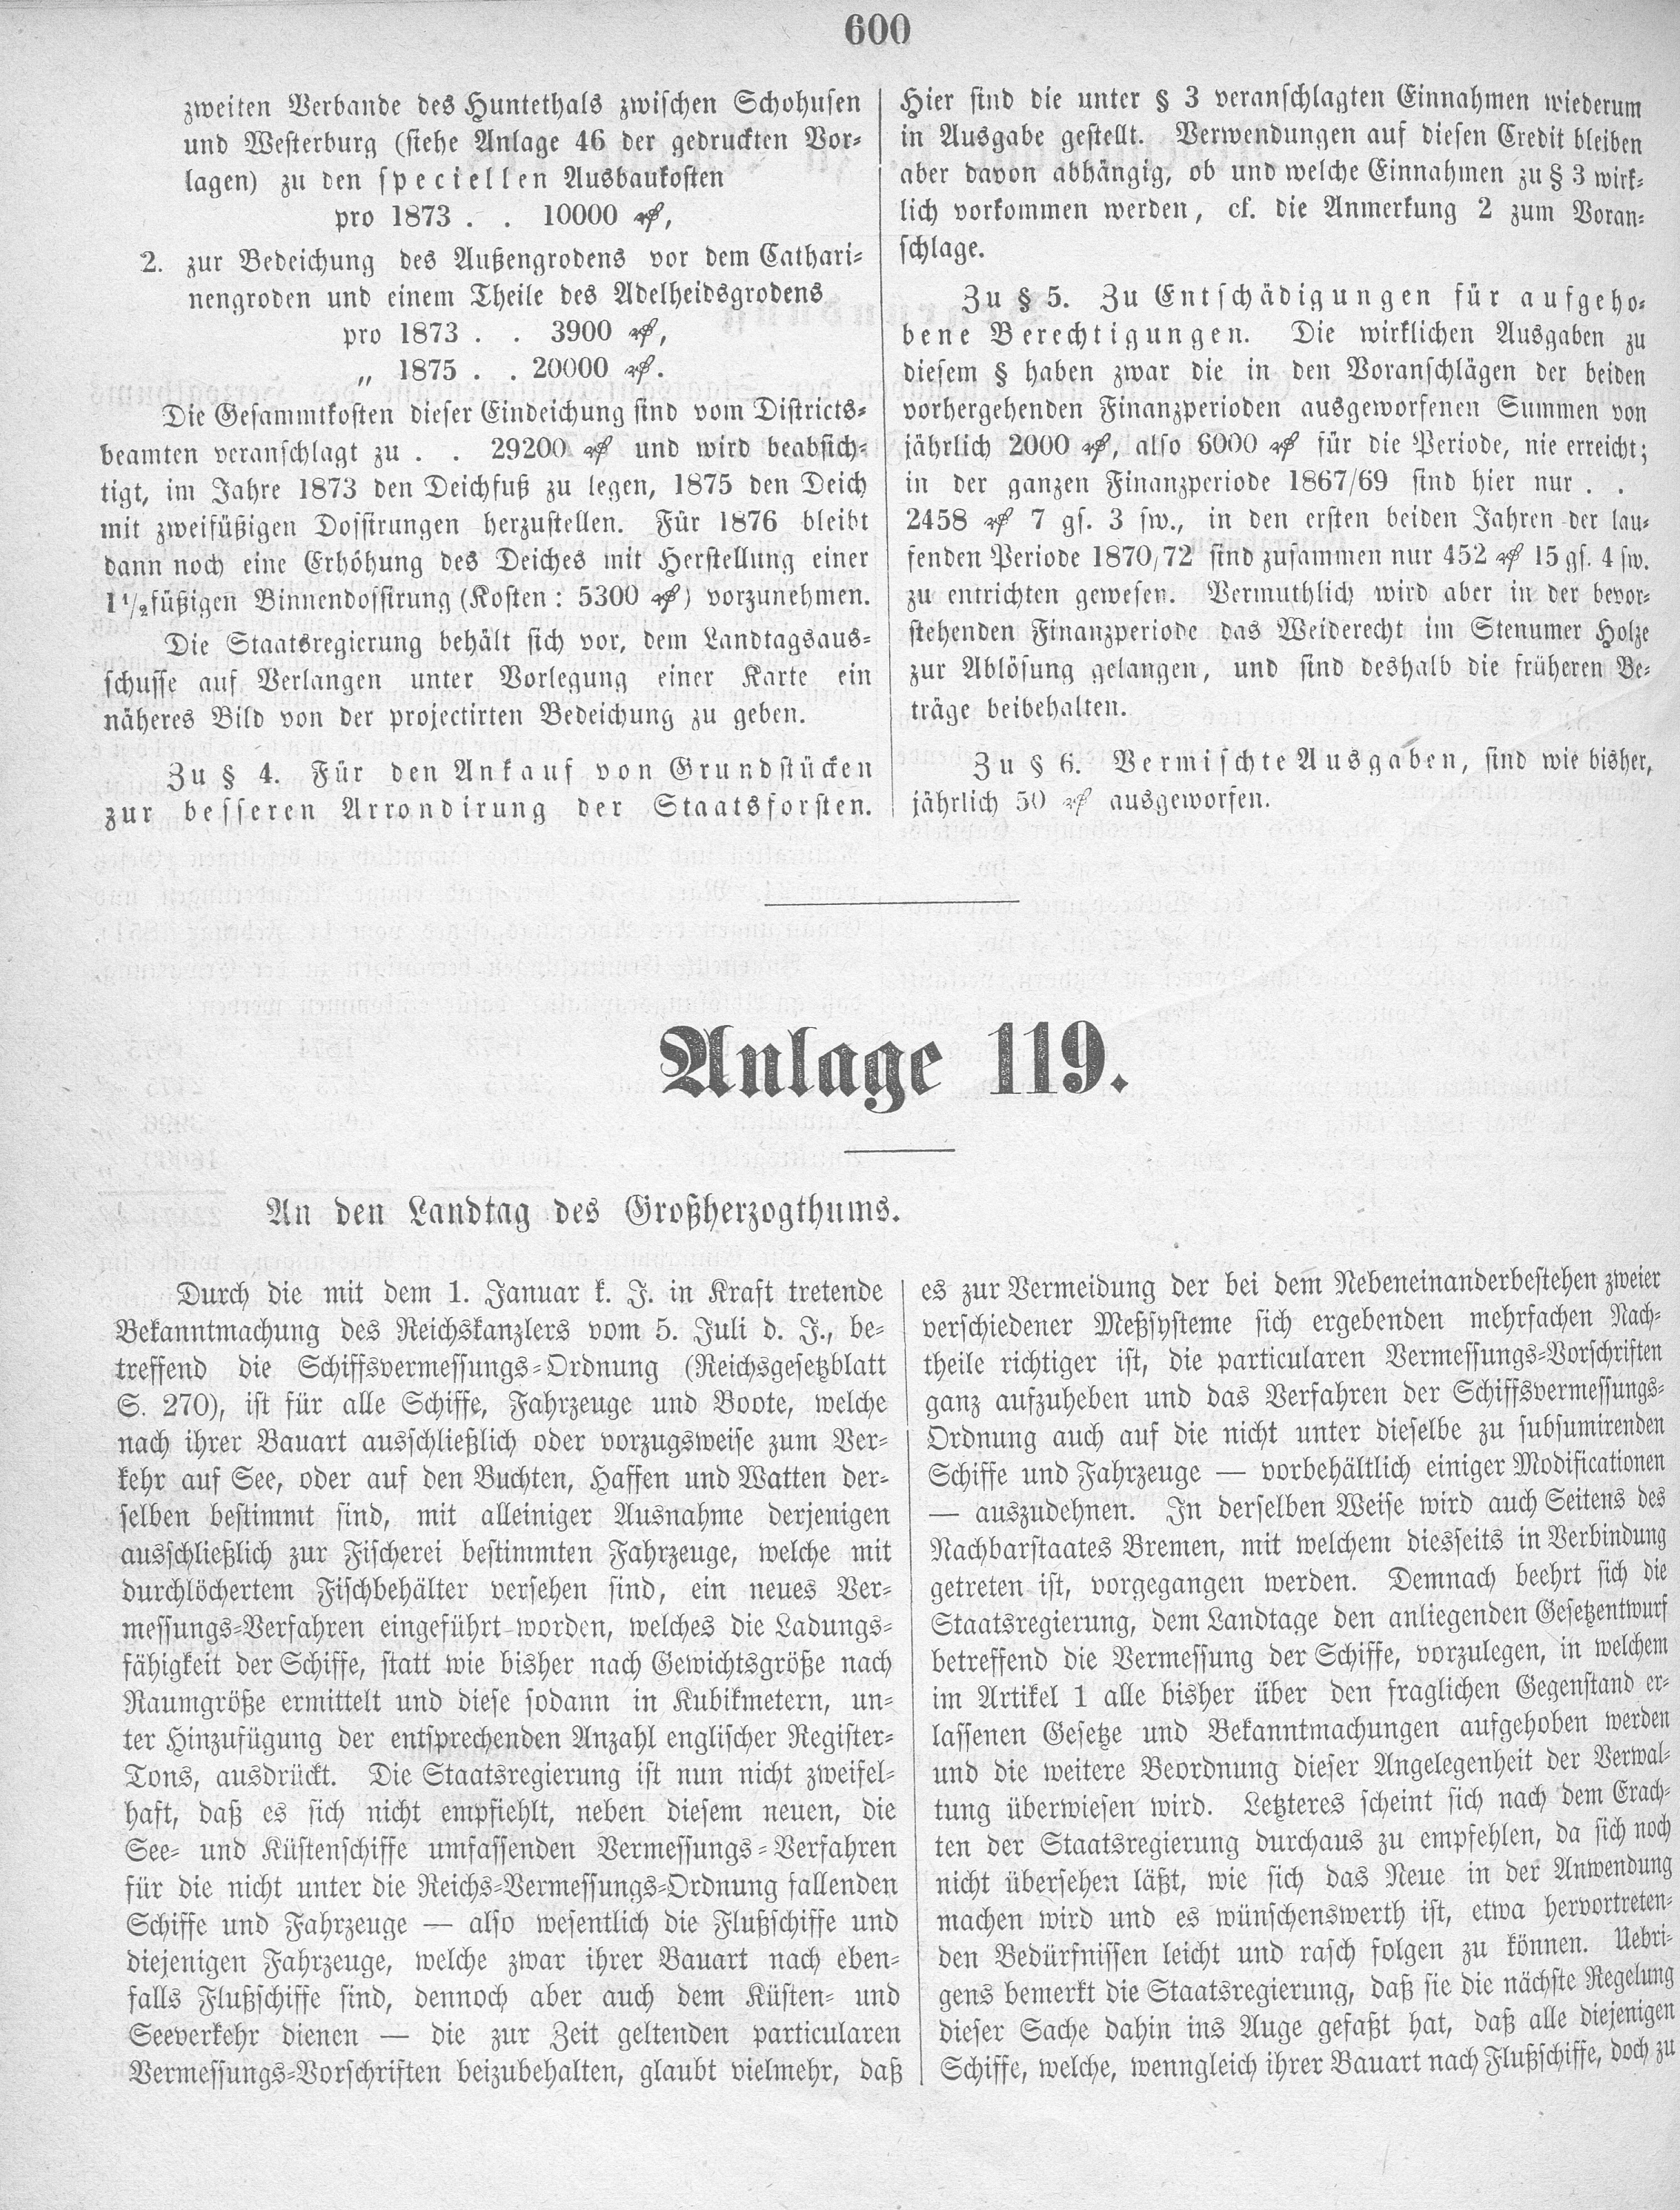 600
zweiten Verbande des Huntethals zwischen Schohusen
und Westerburg (siehe Anlage 46 der gedruckten Vor-
lagen) zu den speciellen Ausbaukosten
pro 1873 . . 10000 ₰,
2. zur Bedeichung des Außengrodens vor dem Cathari-
nengroden und einem Theile des Adelheidsgrodens
pro 1873 . . 3900 ₰,
„ 1875 . . 20000 ₰.
Die Gesammtkosten dieser Eindeichung sind vom Districts-
beamten veranschlagt zu . . 29200 ₰ und wird beabsich-
tigt, im Jahre 1873 den Deichfuß zu legen, 1875 den Deich
mit zweifüßigen Dossirungen herzustellen. Für 1876 bleibt
dann noch eine Erhöhung des Deiches mit Herstellung einer
1 1/2füßigen Binnendossirung (Kosten: 5300 ₰) vorzunehmen.
Die Staatsregierung behält sich vor, dem Landtagsaus-
schusse auf Verlangen unter Vorlegung einer Karte ein
näheres Bild von der projectirten Bedeichung zu geben.
Zu § 4. Für den Ankauf von Grundstücken
zur besseren Arrondirung der Staatsforsten.
Hier sind die unter § 3 veranschlagten Einnahmen wiederum
in Ausgabe gestellt. Verwendungen auf diesen Credit bleiben
aber davon abhängig, ob und welche Einnahmen zu § 3 wirk-
lich vorkommen werden, cf. die Anmerkung 2 zum Voran-
schlage.
Zu § 5. Zu Entschädigungen für aufgeho-
bene Berechtigungen. Die wirklichen Ausgaben zu
diesem § haben zwar die in den Voranschlägen der beiden
vorhergehenden Finanzperioden ausgeworfenen Summen von
jährlich 2000 ₰, also 6000 ₰ für die Periode, nie erreicht;
in der ganzen Finanzperiode 1867/69 sind hier nur . .
2458 ₰ 7 gs. 3 sw., in den ersten beiden Jahren der lau-
fenden Periode 1870/72 sind zusammen nur 452 ₰ 15 gs. 4 sw.
zu entrichten gewesen. Vermuthlich wird aber in der bevor-
stehenden Finanzperiode das Weiderecht im Stenumer Holze
zur Ablösung gelangen, und sind deshalb die früheren Be-
träge beibehalten.
Zu § 6. Vermischte Ausgaben, sind wie bisher,
jährlich 50 ₰ ausgeworfen.
Anlage 119.
An den Landtag des Großherzogthums.
Durch die mit dem 1. Januar k. J. in Kraft tretende
Bekanntmachung des Reichskanzlers vom 5. Juli d. J., be-
treffend die Schiffsvermessungs-Ordnung (Reichsgesetzblatt
S. 270), ist für alle Schiffe, Fahrzeuge und Boote, welche
nach ihrer Bauart ausschließlich oder vorzugsweise zum Ver-
kehr auf See, oder auf den Buchten, Haffen und Watten der-
selben bestimmt sind, mit alleiniger Ausnahme derjenigen
ausschließlich zur Fischerei bestimmten Fahrzeuge, welche mit
durchlöchertem Fischbehälter versehen sind, ein neues Ver-
messungs-Verfahren eingeführt worden, welches die Ladungs-
fähigkeit der Schiffe, statt wie bisher nach Gewichtsgröße nach
Raumgröße ermittelt und diese sodann in Kubikmetern, un-
ter Hinzufügung der entsprechenden Anzahl englischer Register-
Tons, ausdrückt. Die Staatsregierung ist nun nicht zweifel-
haft, daß es sich nicht empfiehlt, neben diesem neuen, die
See- und Küstenschiffe umfassenden Vermessungs-Verfahren
für die nicht unter die Reichs-Vermessungs-Ordnung fallenden
Schiffe und Fahrzeuge — also wesentlich die Flußschiffe und
diejenigen Fahrzeuge, welche zwar ihrer Bauart nach eben-
falls Flußschiffe sind, dennoch aber auch dem Küsten- und
Seeverkehr dienen — die zur Zeit geltenden particularen
Vermessungs-Vorschriften beizubehalten, glaubt vielmehr, daß
es zur Vermeidung der bei dem Nebeneinanderbestehen zweier
verschiedener Meßsysteme sich ergebenden mehrfachen Nach-
theile richtiger ist, die particularen Vermessungs-Vorschriften
ganz aufzuheben und das Verfahren der Schiffsvermessungs-
Ordnung auch auf die nicht unter dieselbe zu subsumirenden
Schiffe und Fahrzeuge — vorbehältlich einiger Modificationen
— auszudehnen. In derselben Weise wird auch Seitens des
Nachbarstaates Bremen, mit welchem diesseits in Verbindung
getreten ist, vorgegangen werden. Demnach beehrt sich die
Staatsregierung, dem Landtage den anliegenden Gesetzentwurf
betreffend die Vermessung der Schiffe, vorzulegen, in welchem
im Artikel 1 alle bisher über den fraglichen Gegenstand er-
lassenen Gesetze und Bekanntmachungen aufgehoben werden
und die weitere Beordnung dieser Angelegenheit der Verwal-
tung überwiesen wird. Letzteres scheint sich nach dem Erach-
ten der Staatsregierung durchaus zu empfehlen, da sich noch
nicht übersehen läßt, wie sich das Neue in der Anwendung
machen wird und es wünschenswerth ist, etwa hervortreten-
den Bedürfnissen leicht und rasch folgen zu können. Uebri-
gens bemerkt die Staatsregierung, daß sie die nächste Regelung
dieser Sache dahin ins Auge gefaßt hat, daß alle diejenigen
Schiffe, welche, wenngleich ihrer Bauart nach Flußschiffe, doch zu